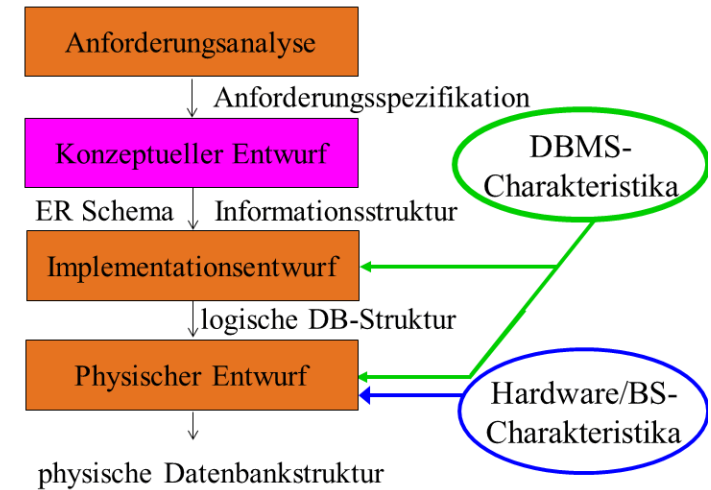 Anforderungsanalyse
Anforderungsspezifikation
Konzeptueller Entwurf
DBMS-
Charakteristika
ER Schema
Informationsstruktur
Implementationsentwurf
logische DB-Struktur
Physischer Entwurf
Hardware/BS-
Charakteristika
physische Datenbankstruktur